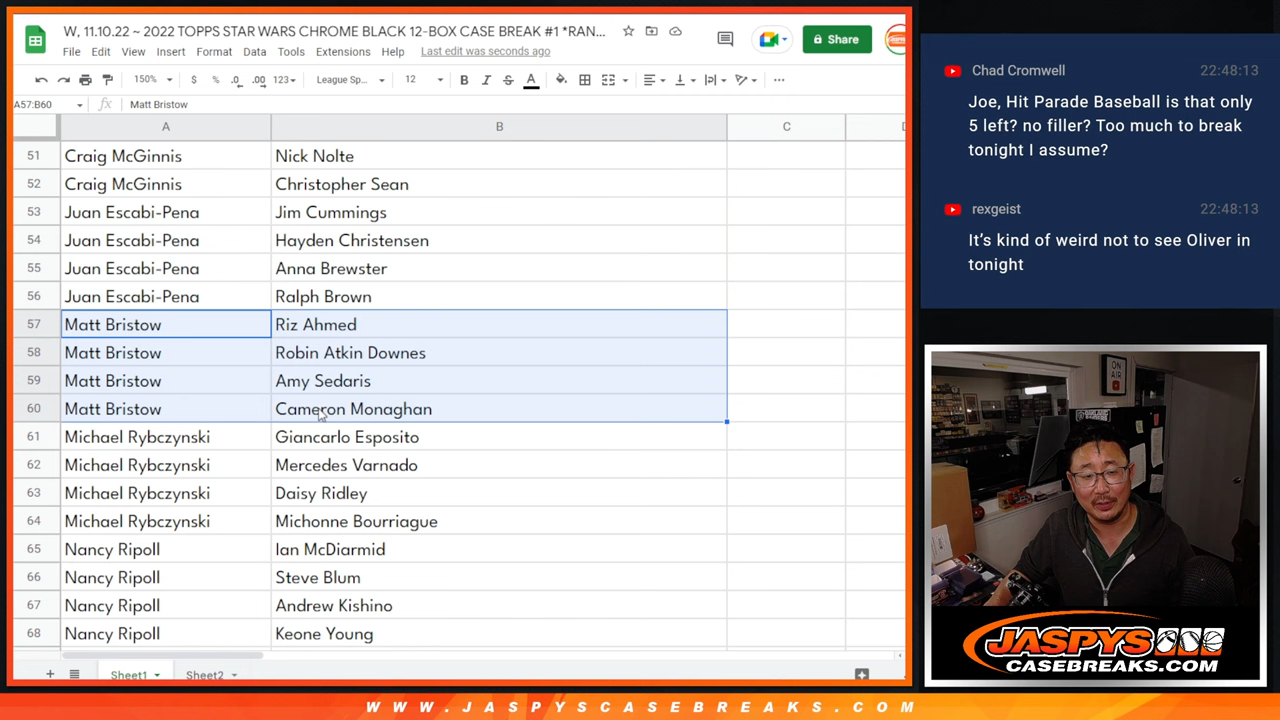 W, 11.10.22 ~ 2022 TOPPS STAR WARS CHROME BLACK 12-BOX CASE BREAK #1 *RAN...
File Edit View Insert Format Data Tools Extensions Help Last edit was seconds ago
Share
150% $ % .0 .00 123 League Sp... 12 B I S A
A57:B60 fx Matt Bristow
A B C
51 Craig McGinnis Nick Nolte
52 Craig McGinnis Christopher Sean
53 Juan Escabi-Pena Jim Cummings
54 Juan Escabi-Pena Hayden Christensen
55 Juan Escabi-Pena Anna Brewster
56 Juan Escabi-Pena Ralph Brown
57 Matt Bristow Riz Ahmed
58 Matt Bristow Robin Atkin Downes
59 Matt Bristow Amy Sedaris
60 Matt Bristow Cameron Monaghan
61 Michael Rybczynski Giancarlo Esposito
62 Michael Rybczynski Mercedes Varnado
63 Michael Rybczynski Daisy Ridley
64 Michael Rybczynski Michonne Bourriague
65 Nancy Ripoll Ian McDiarmid
66 Nancy Ripoll Steve Blum
67 Nancy Ripoll Andrew Kishino
68 Nancy Ripoll Keone Young
Sheet1 Sheet2
Chad Cromwell 22:48:13
Joe, Hit Parade Baseball is that only
5 left? no filler? Too much to break
tonight I assume?
rexgeist 22:48:13
It's kind of weird not to see Oliver in
tonight
ON
AIR
JASPYS
CASEBREAKS.COM
WWW.JASPYSCASEBREAKS.COM